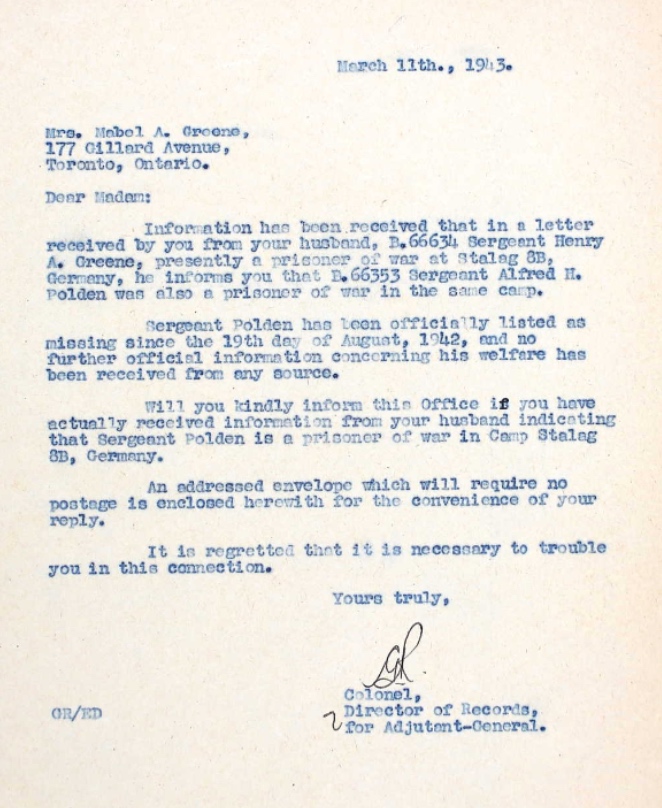 March 11th., 1943.
Mrs. Mabel A. Greene,
177 Gillard Avenue,
Toronto, Ontario.
Dear Madam:
Information has been received that in a letter
received by you from your husband, B.66634 Sergeant Henry
A. Greene, presently a prisoner of war at Stalag 8B,
Germany, he informs you that B.66353 Sergeant Alfred H.
Polden was also a prisoner of war in the same camp.
Sergeant Polden has been officially listed as
missing since the 19th day of August, 1942, and no
further official information concerning his welfare has
been received from any source.
Will you kindly inform this Office if you have
actually received information from your husband indicating
that Sergeant Polden is a prisoner of war in Camp Stalag
8B, Germany.
An addressed envelope which will require no
postage is enclosed herewith for the convenience of your
reply.
It is regretted that it is necessary to trouble
you in this connection.
Yours truly,
Colonel,
Director of Records,
for Adjutant-General.
GR/ED